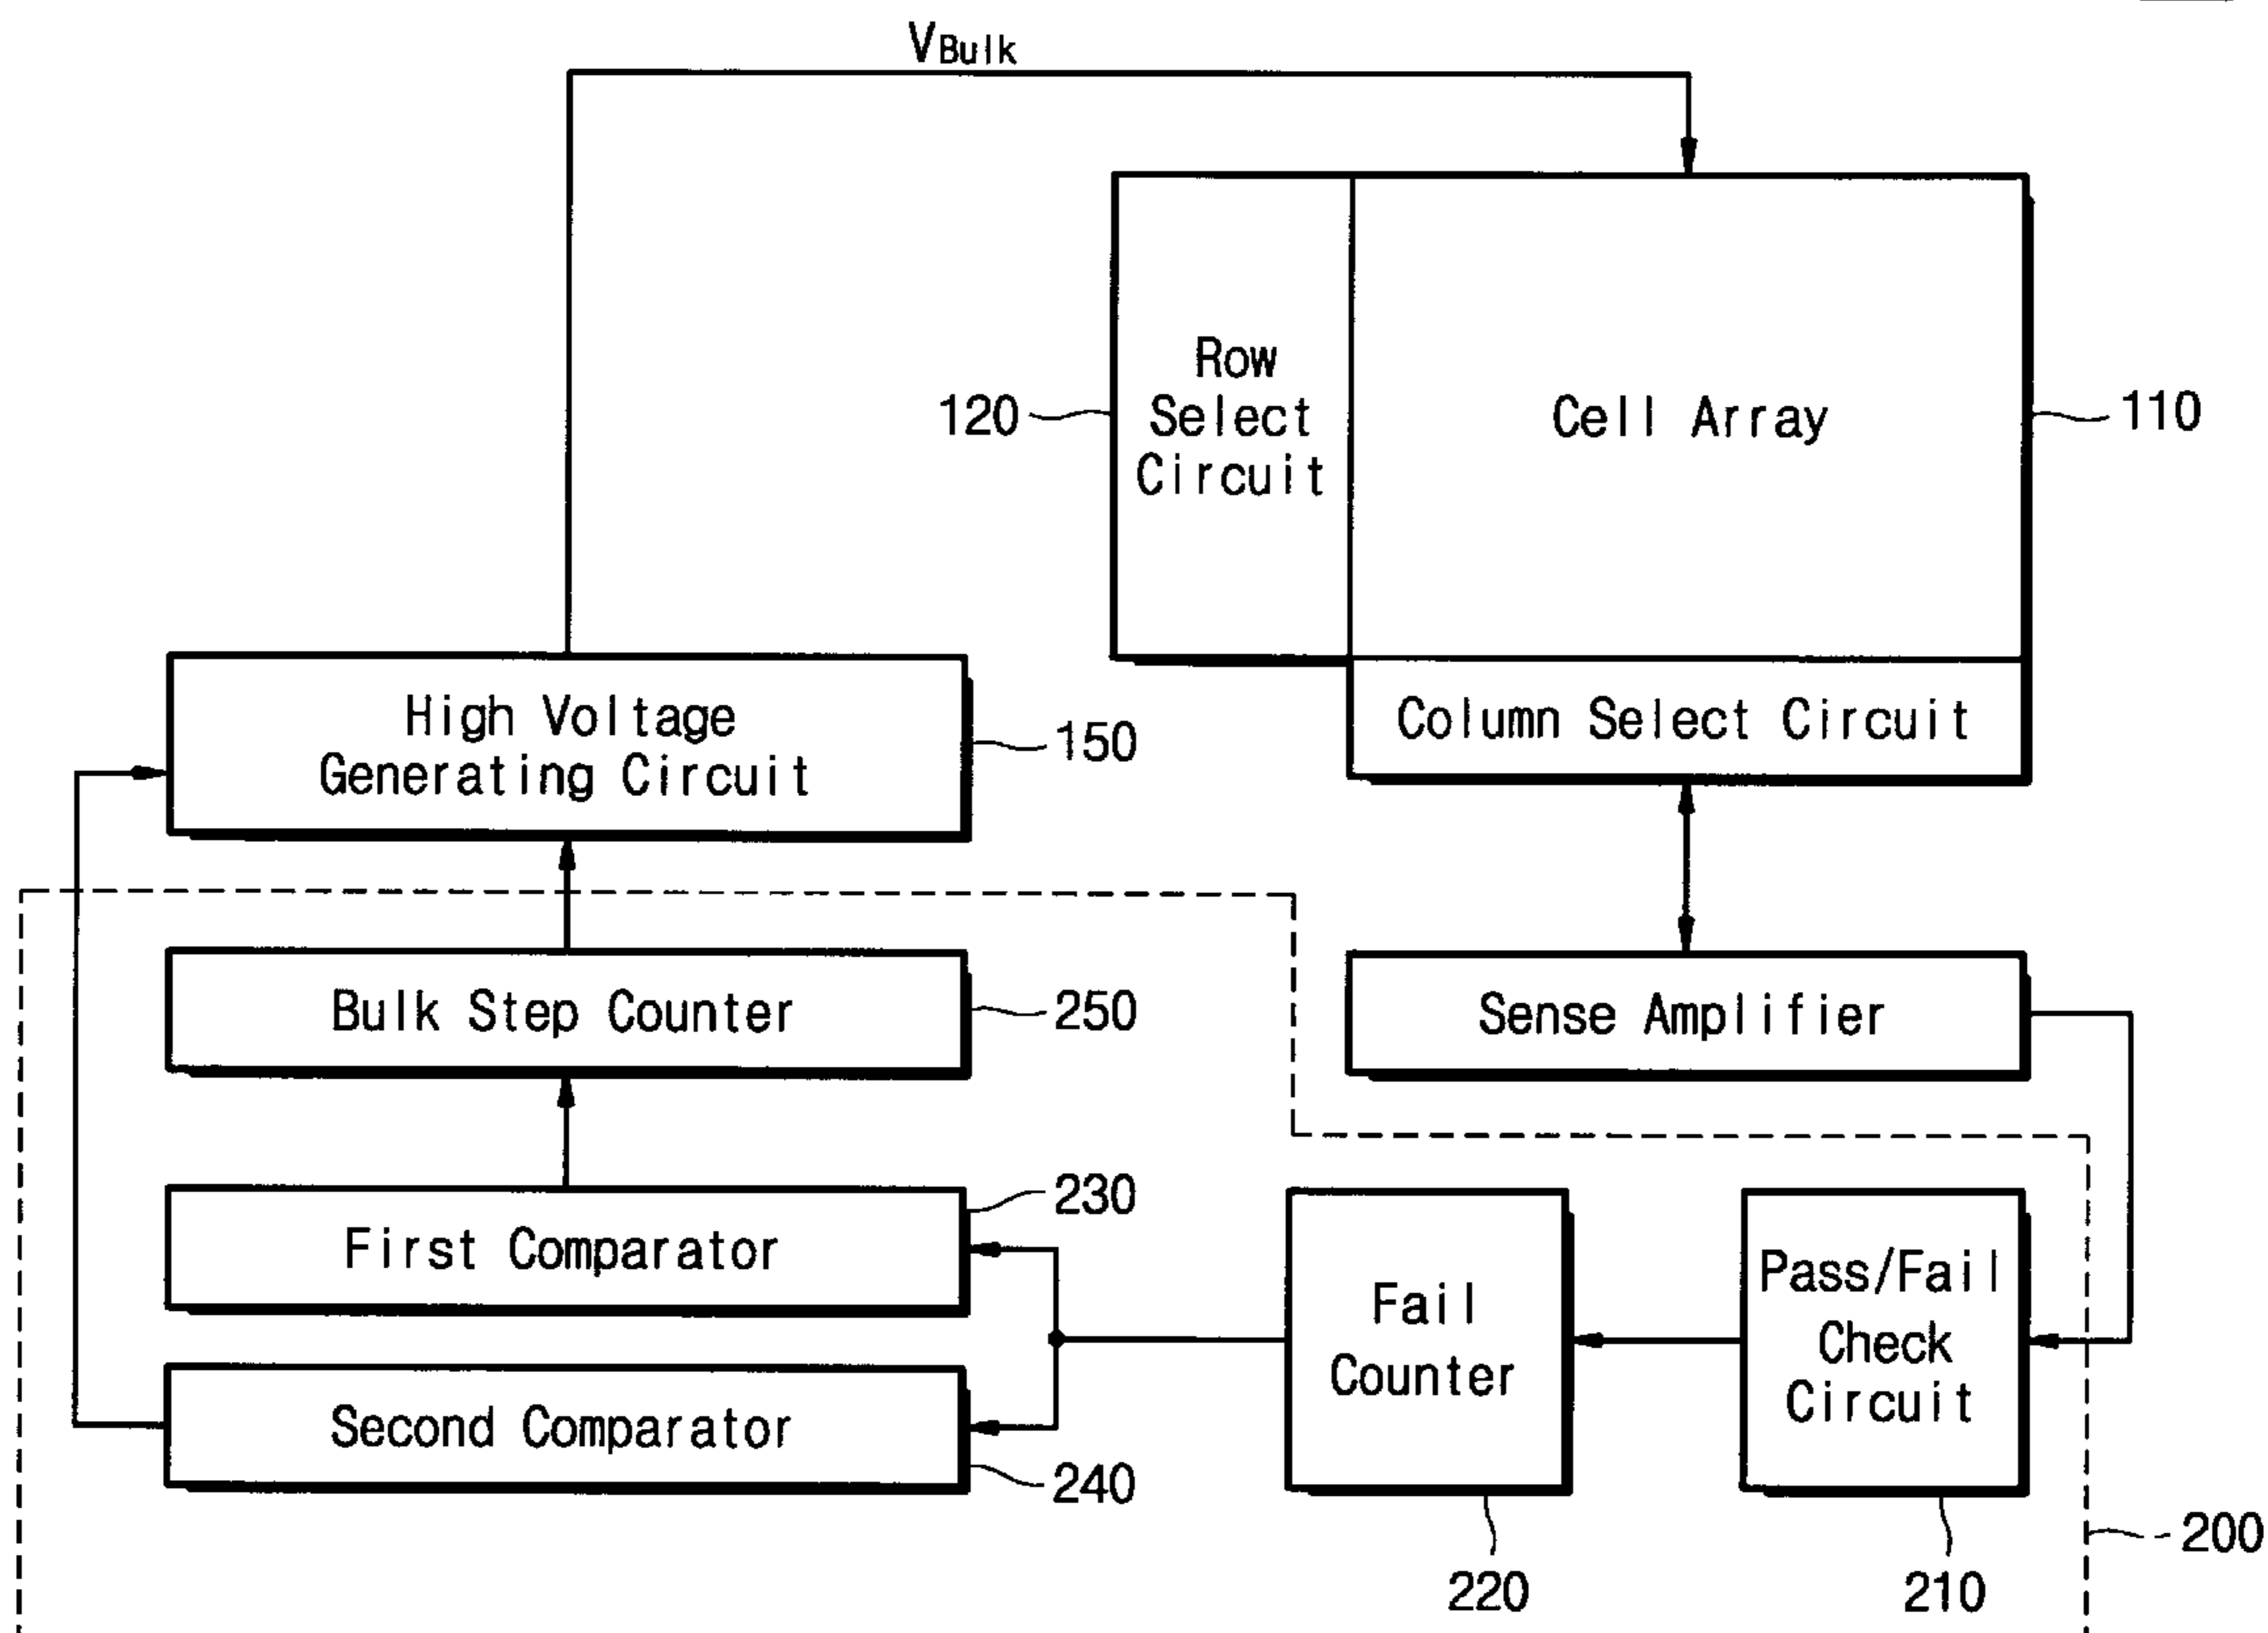 VBulk
Row
Select
Circuit
120
Cell Array
110
High Voltage
Generating Circuit
150
Column Select Circuit
Bulk Step Counter
250
Sense Amplifier
First Comparator
230
Second Comparator
240
Fail
Counter
220
Pass/Fail
Check
Circuit
210
200